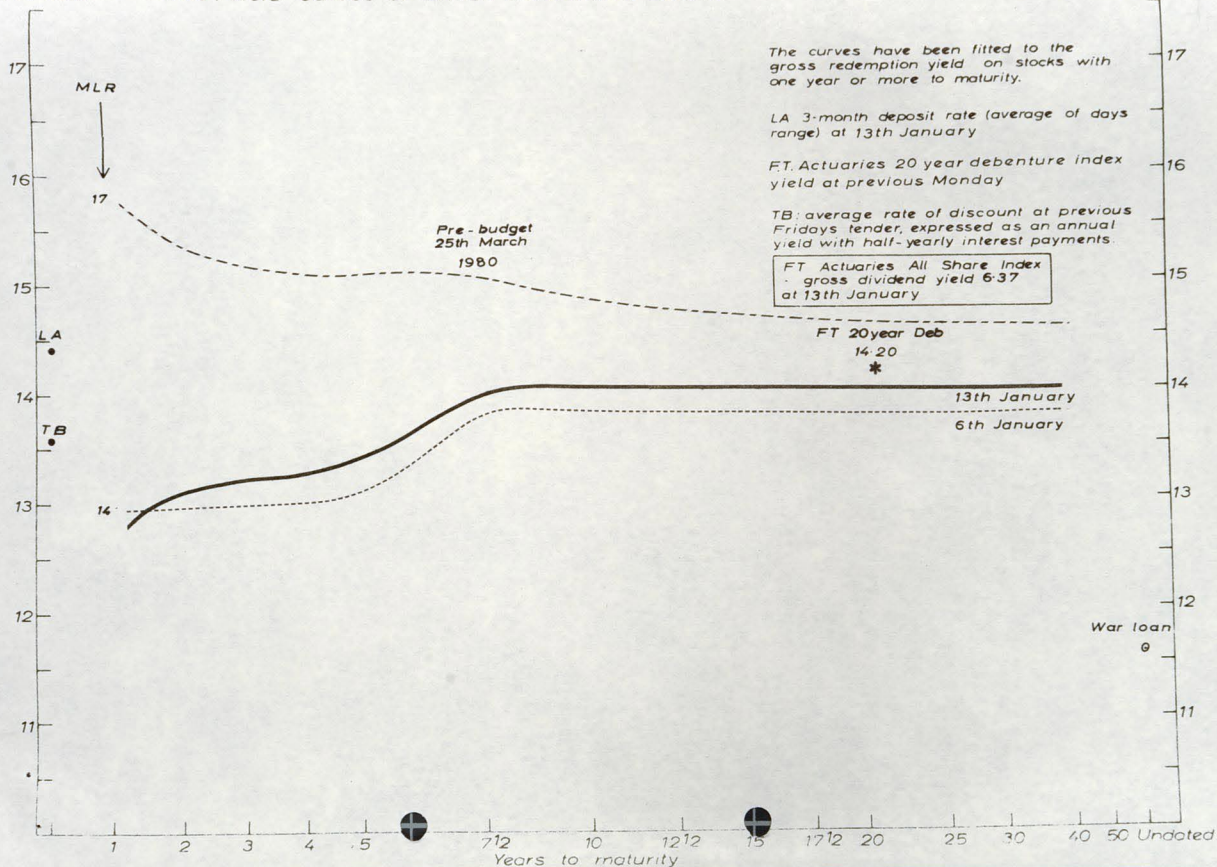 The curves have been fitted to the
gross redemption yield on stocks with
one year or more to maturity.
LA 3-month deposit rate (average of days
range) at 13th January
F.T. Actuaries 20 year debenture index
yield at previous Monday
TB: average rate of discount at previous
Fridays tender, expressed as an annual
yield with half-yearly interest payments.
FT Actuaries All Share Index
- gross dividend yield 6·37
at 13th January
MLR
17
Pre-budget
25th March
1980
FT 20year Deb
14·20
*
13th January
6th January
14
LA
TB
War loan
17
16
15
14
13
12
11
17
16
15
14
13
12
11
1 2 3 4 5 7½ 10 12½ 15 17½ 20 25 30 40 50 Undated
Years to maturity